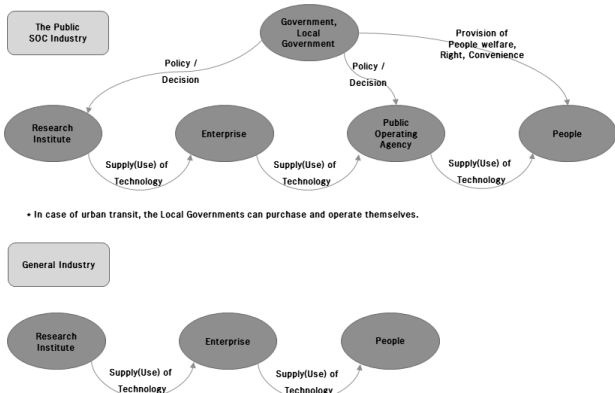 The Public
SOC Industry
Government,
Local
Government
Provision of
People welfare,
Right, Convenience
Policy /
Decision
Policy /
Decision
Research
Institute
Enterprise
Public
Operating
Agency
People
Supply(Use) of
Technology
Supply(Use) of
Technology
Supply(Use) of
Technology
* In case of urban transit, the Local Governments can purchase and operate themselves.
General Industry
Research
Institute
Enterprise
People
Supply(Use) of
Technology
Supply(Use) of
Technology